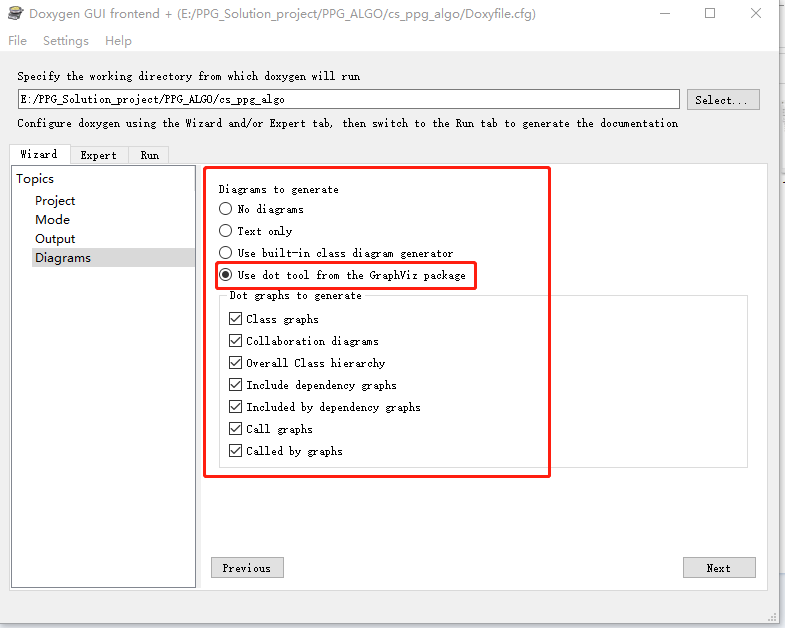 Doxygen GUI frontend + (E:/PPG_Solution_project/PPG_ALGO/cs_ppg_algo/Doxyfile.cfg)
File Settings Help
Specify the working directory from which doxygen will run
E:/PPG_Solution_project/PPG_ALGO/cs_ppg_algo
Select...
Configure doxygen using the Wizard and/or Expert tab, then switch to the Run tab to generate the documentation
Wizard Expert Run
Topics
Project
Mode
Output
Diagrams
Diagrams to generate
No diagrams
Text only
Use built-in class diagram generator
Use dot tool from the GraphViz package
Dot graphs to generate
Class graphs
Collaboration diagrams
Overall Class hierarchy
Include dependency graphs
Included by dependency graphs
Call graphs
Called by graphs
Previous
Next